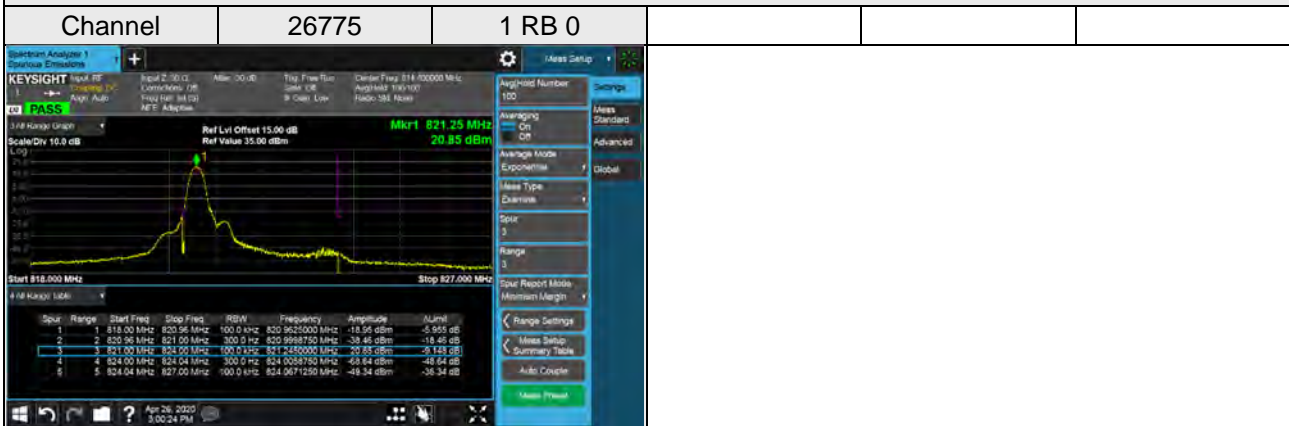 Channel 26775 1 RB 0
Spectrum Analyzer 1
Spurious Emissions
+
Meas Setup
KEYSIGHT Input: RF
Coupling: DC
Align: Auto
Input Z: 50 Ω
Corrections: Off
Freq Ref: Int (S)
NFE: Adaptive
Atten: 30 dB
Trig: Free Run
Gate: Off
IF Gain: Low
Avg|Hold: 100/100
Radio Std: None
PASS
3 All Range Graph
Ref Lvl Offset 15.00 dB
Mkr1 821.25 MHz
Scale/Div 10.0 dB
Ref Value 35.00 dBm
20.85 dBm
Log
1
Start 818.000 MHz
Stop 827.000 MHz
4 All Range Table
Spur Range Start Freq Stop Freq RBW Frequency Amplitude ΔLimit
1 1 818.00 MHz 820.96 MHz 100.0 kHz 820.9625000 MHz -18.95 dBm -5.955 dB
2 2 820.96 MHz 821.00 MHz 300.0 Hz 820.9998750 MHz -38.46 dBm -18.46 dB
3 3 821.00 MHz 824.00 MHz 100.0 kHz 821.2450000 MHz 20.85 dBm -9.148 dB
4 4 824.00 MHz 824.04 MHz 300.0 Hz 824.0058750 MHz -68.64 dBm -48.64 dB
5 5 824.04 MHz 827.00 MHz 100.0 kHz 824.0671250 MHz -49.34 dBm -36.34 dB
Avg|Hold Number
100
Averaging
On
Off
Average Mode
Exponential
Meas Type
Examine
Spur
3
Range
3
Spur Report Mode
Minimum Margin
Range Settings
Meas Setup
Summary Table
Auto Couple
Meas Preset
Settings
Meas
Standard
Advanced
Global
?
Apr 26, 2020
3:00:24 PM